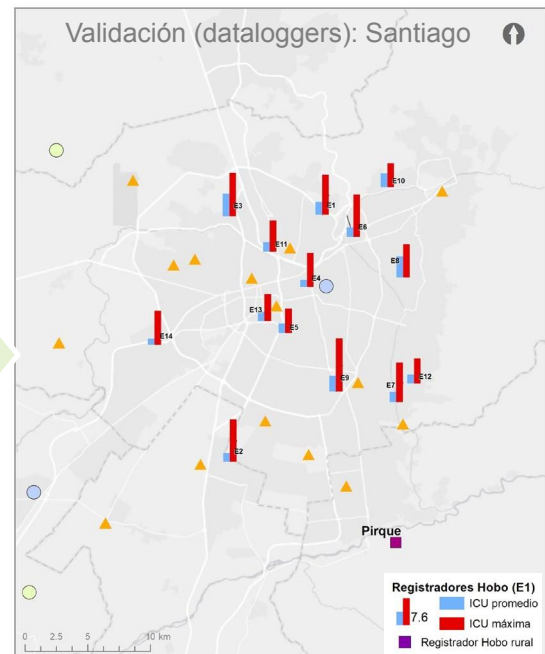 Validación (dataloggers): Santiago
E10
E3
E1
E6
E11
E8
E4
E13
E5
E14
E9
E7
E12
E2
Pirque
Registradores Hobo (E1)
7.6
ICU promedio
ICU máxima
Registrador Hobo rural
0 2.5 5 10 km